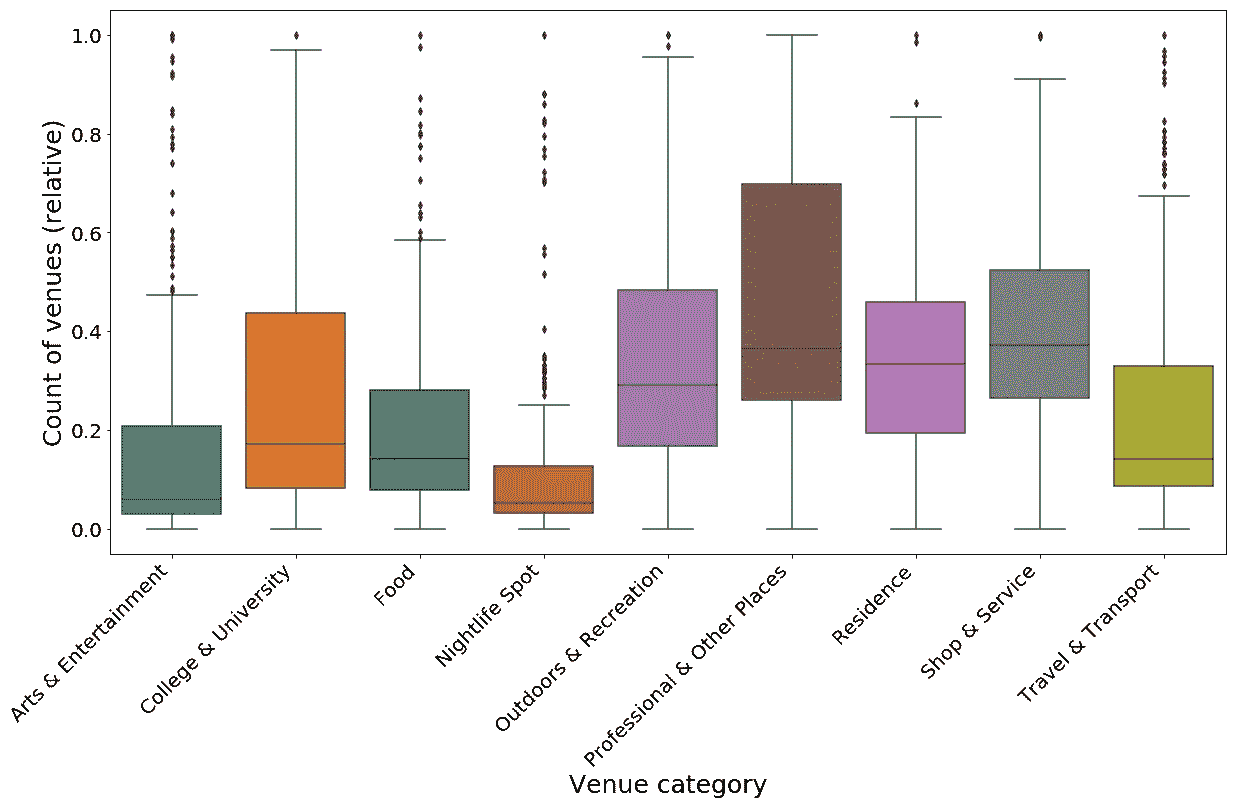 Count of venues (relative)
1.0
0.8
0.6
0.4
0.2
0.0
Arts & Entertainment
College & University
Food
Nightlife Spot
Outdoors & Recreation
Professional & Other Places
Residence
Shop & Service
Travel & Transport
Venue category